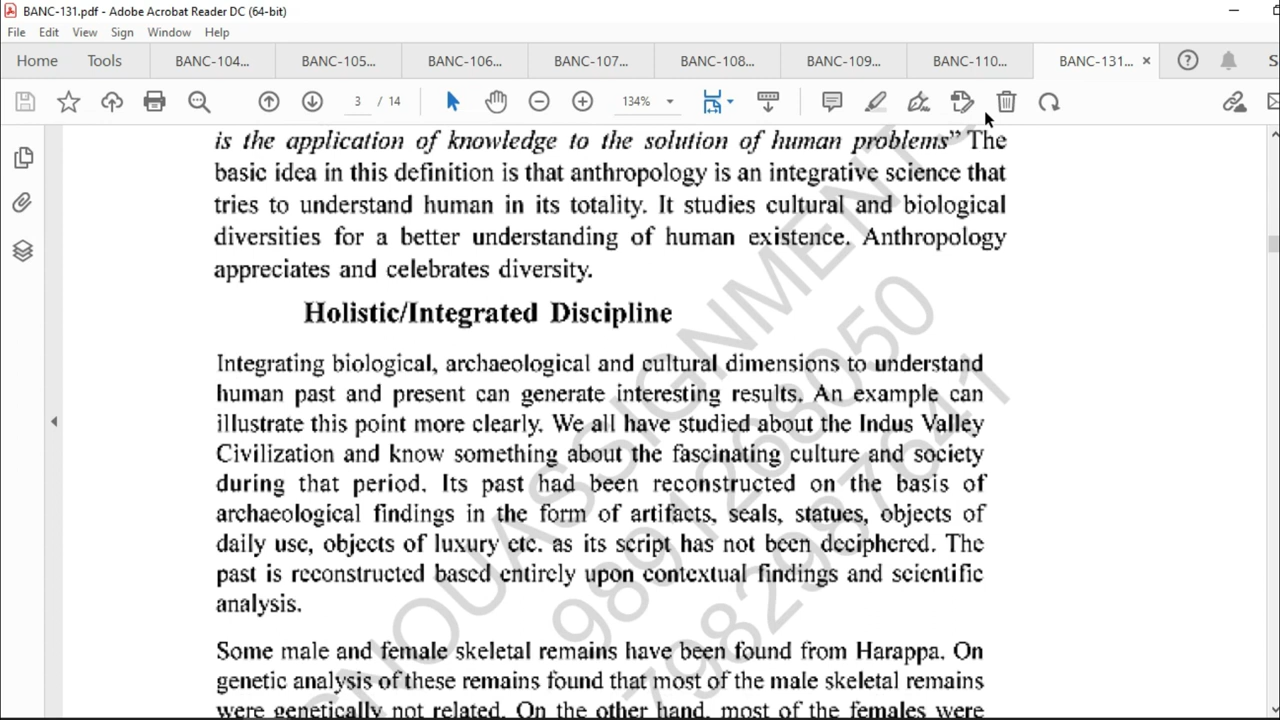 BANC-131.pdf - Adobe Acrobat Reader DC (64-bit)
File Edit View Sign Window Help
Home Tools BANC-104... BANC-105... BANC-106... BANC-107... BANC-108... BANC-109... BANC-110... BANC-131... × ?
3 / 14 134%
is the application of knowledge to the solution of human problems” The
basic idea in this definition is that anthropology is an integrative science that
tries to understand human in its totality. It studies cultural and biological
diversities for a better understanding of human existence. Anthropology
appreciates and celebrates diversity.
Holistic/Integrated Discipline
Integrating biological, archaeological and cultural dimensions to understand
human past and present can generate interesting results. An example can
illustrate this point more clearly. We all have studied about the Indus Valley
Civilization and know something about the fascinating culture and society
during that period. Its past had been reconstructed on the basis of
archaeological findings in the form of artifacts, seals, statues, objects of
daily use, objects of luxury etc. as its script has not been deciphered. The
past is reconstructed based entirely upon contextual findings and scientific
analysis.
Some male and female skeletal remains have been found from Harappa. On
genetic analysis of these remains found that most of the male skeletal remains
were genetically not related. On the other hand, most of the females were
GNOU ASSIGNMENT
9891268050
7982987641